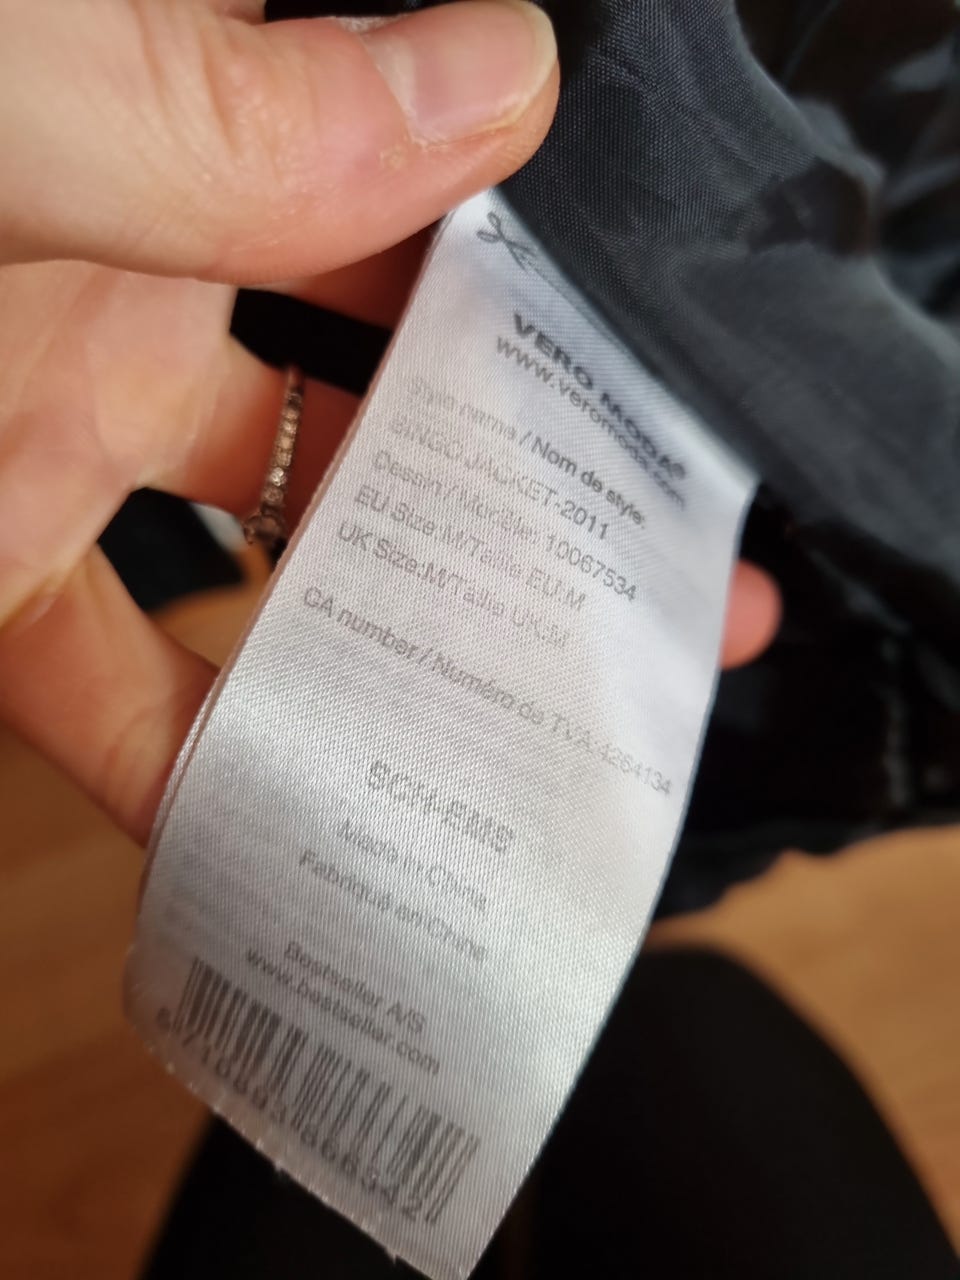 VERO MODA®
www.veromoda.com
Style name / Nom de style:
BINGO JACKET-2011
Dessin / Modèle: 10067534
EU Size:M/Taille EU:M
UK Size:M/Taille UK:M
CA number / Numéro de TVA:4264134
Made in China
Fabriqué en Chine
Bestseller A/S
www.bestseller.com